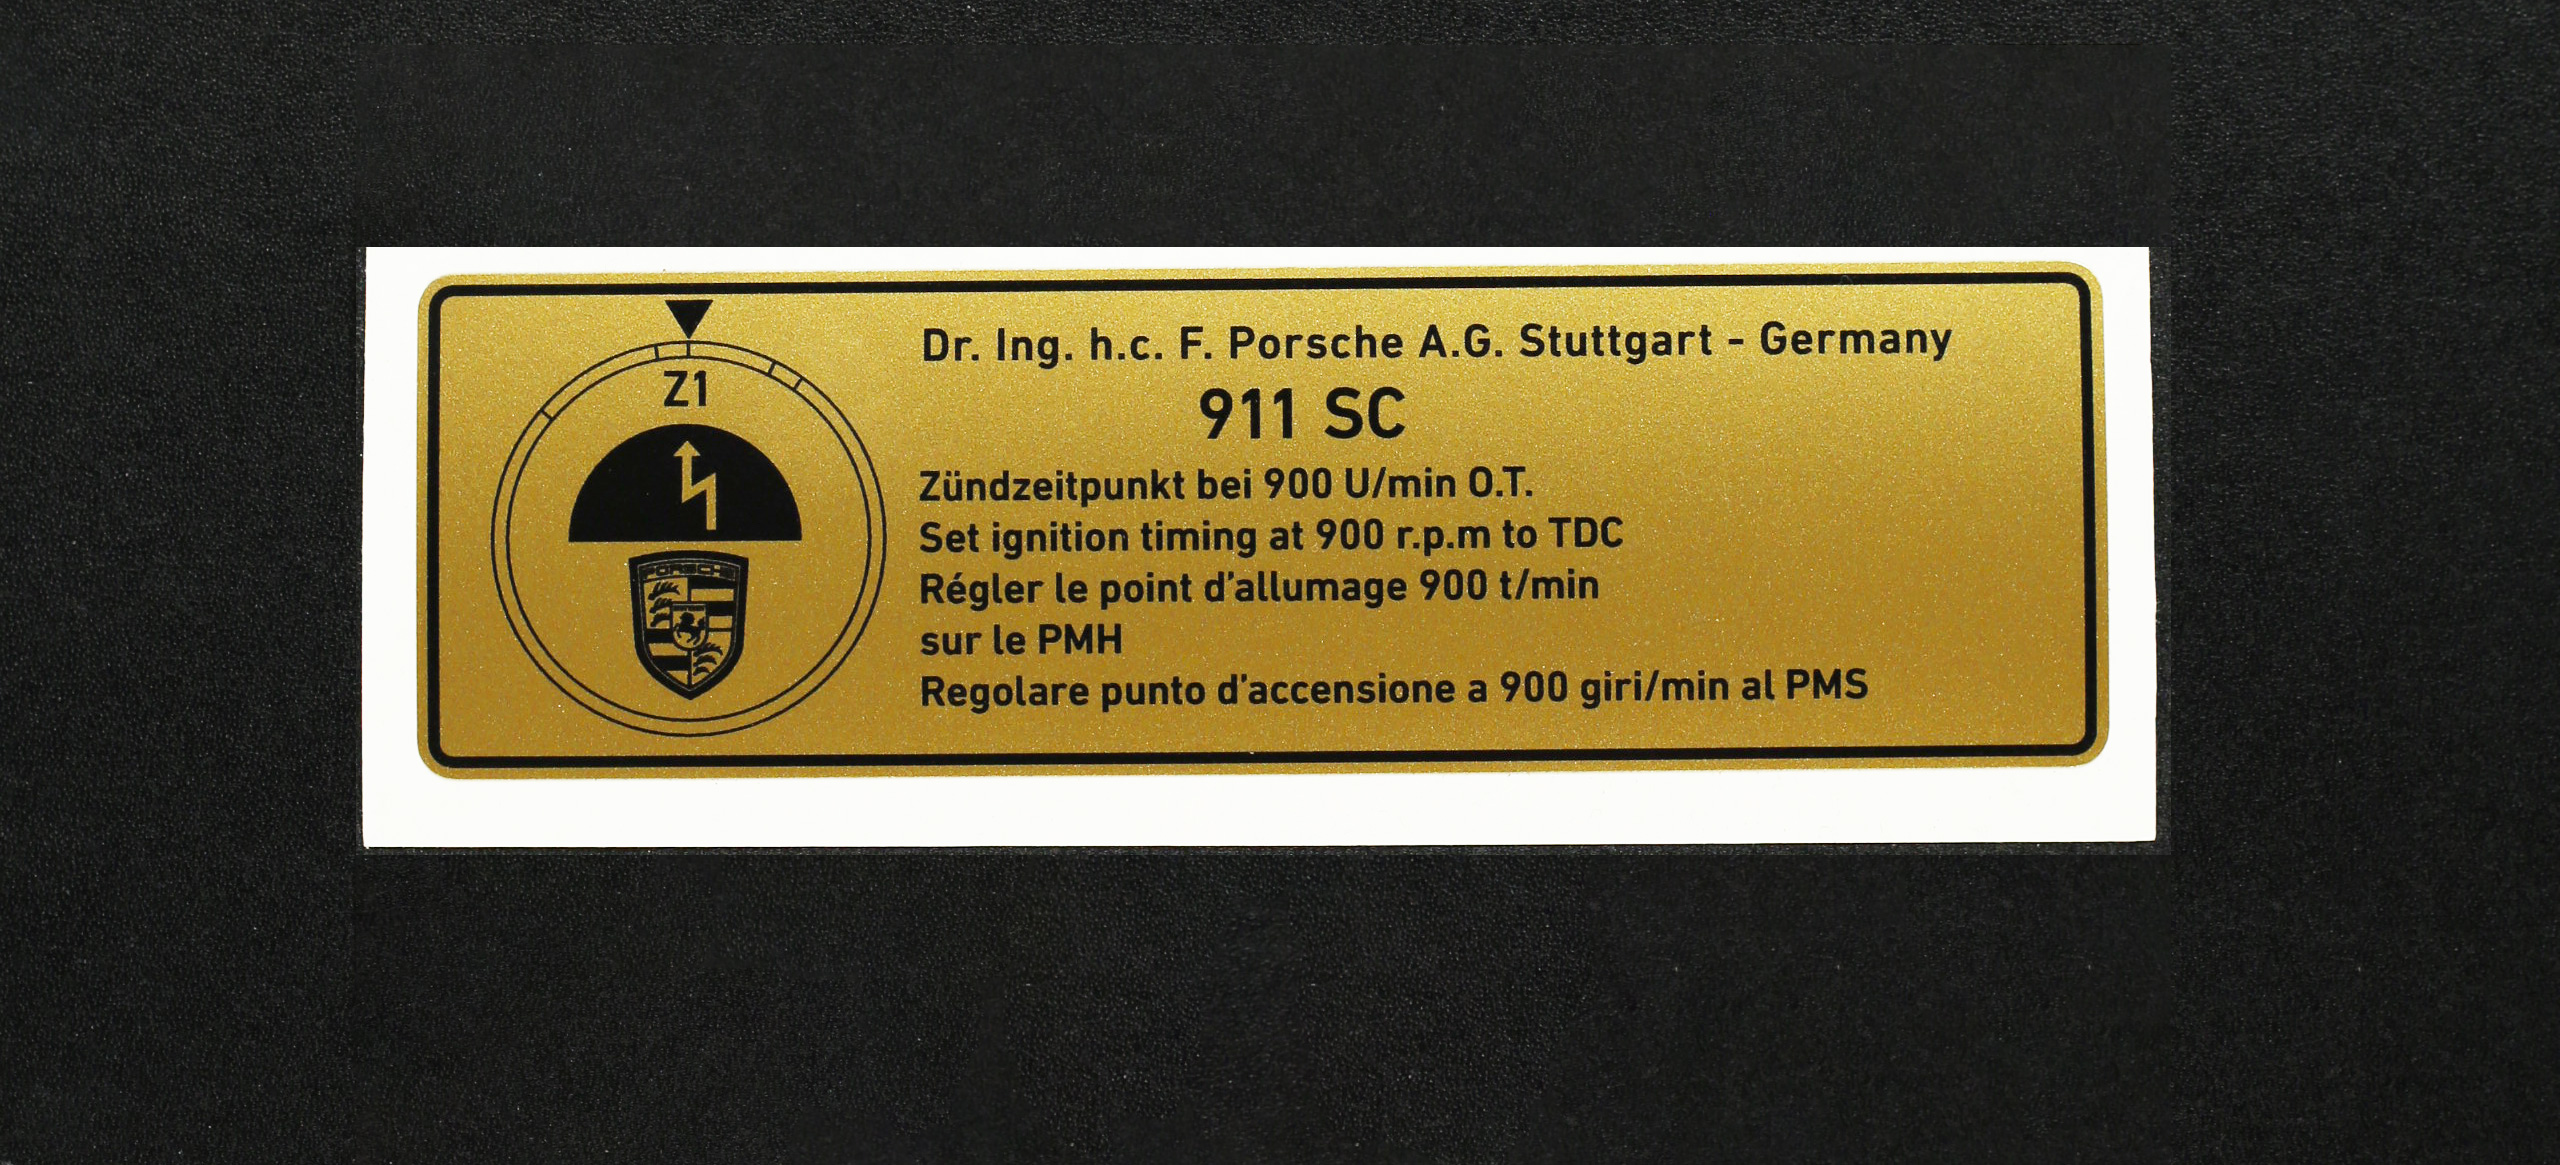 Z1
PORSCHE
Dr. Ing. h.c. F. Porsche A.G. Stuttgart - Germany
911 SC
Zündzeitpunkt bei 900 U/min O.T.
Set ignition timing at 900 r.p.m to TDC
Régler le point d'allumage 900 t/min
sur le PMH
Regolare punto d'accensione a 900 giri/min al PMS